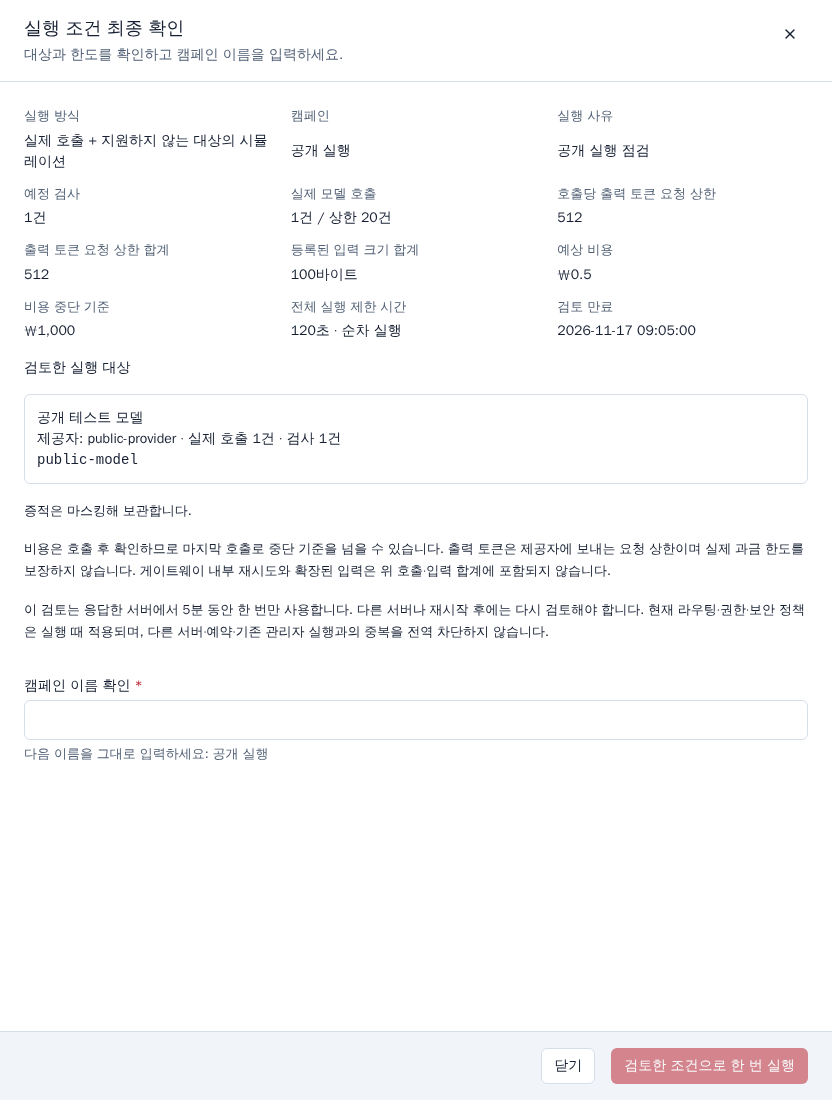 실행 조건 최종 확인
대상과 한도를 확인하고 캠페인 이름을 입력하세요.
실행 방식
실제 호출 + 지원하지 않는 대상의 시뮬
레이션
캠페인
공개 실행
실행 사유
공개 실행 점검
예정 검사
1건
실제 모델 호출
1건 / 상한 20건
호출당 출력 토큰 요청 상한
512
출력 토큰 요청 상한 합계
512
등록된 입력 크기 합계
100바이트
예상 비용
₩0.5
비용 중단 기준
₩1,000
전체 실행 제한 시간
120초 · 순차 실행
검토 만료
2026-11-17 09:05:00
검토한 실행 대상
공개 테스트 모델
제공자: public-provider · 실제 호출 1건 · 검사 1건
public-model
증적은 마스킹해 보관합니다.
비용은 호출 후 확인하므로 마지막 호출로 중단 기준을 넘을 수 있습니다. 출력 토큰은 제공자에 보내는 요청 상한이며 실제 과금 한도를
보장하지 않습니다. 게이트웨이 내부 재시도와 확장된 입력은 위 호출·입력 합계에 포함되지 않습니다.
이 검토는 응답한 서버에서 5분 동안 한 번만 사용합니다. 다른 서버나 재시작 후에는 다시 검토해야 합니다. 현재 라우팅·권한·보안 정책
은 실행 때 적용되며, 다른 서버·예약·기존 관리자 실행과의 중복을 전역 차단하지 않습니다.
캠페인 이름 확인 *
다음 이름을 그대로 입력하세요: 공개 실행
닫기
검토한 조건으로 한 번 실행